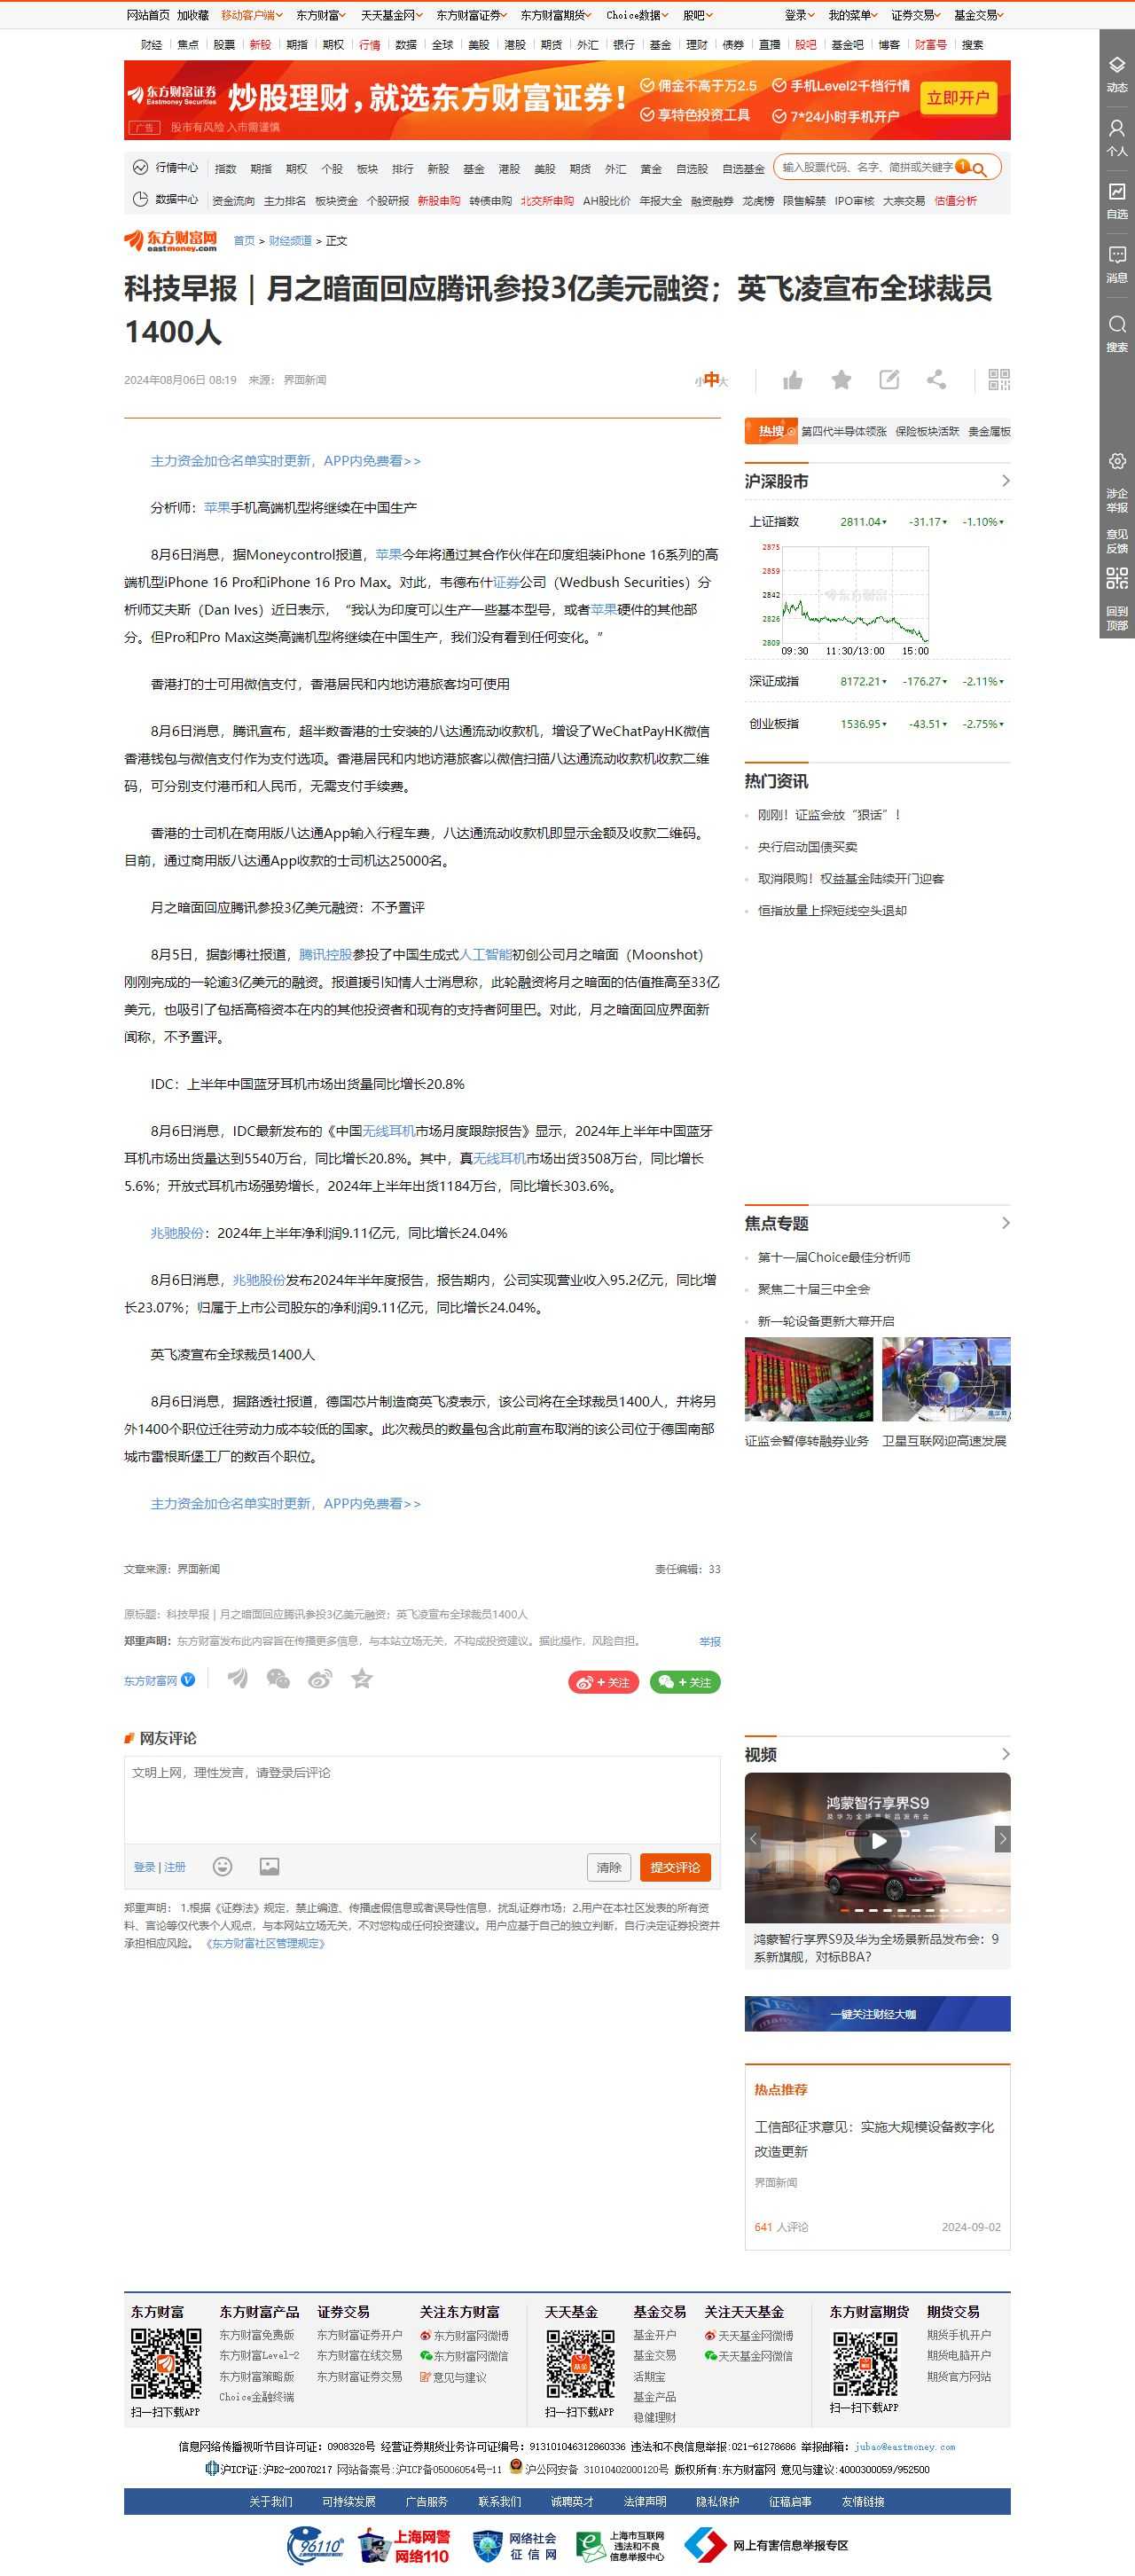 网站首页 加收藏 移动客户端 东方财富 天天基金网 东方财富证券 东方财富期货 Choice数据 股吧 登录 我的菜单 证券交易 基金交易
财经 焦点 股票 新股 期指 期权 行情 数据 全球 美股 港股 期货 外汇 银行 基金 理财 债券 直播 股吧 基金吧 博客 财富号 搜索
东方财富证券 Eastmoney Securities 炒股理财，就选东方财富证券！
佣金不高于万2.5 手机Level2千档行情
享特色投资工具 7*24小时手机开户
立即开户
广告 股市有风险 入市需谨慎
行情中心 指数 期指 期权 个股 板块 排行 新股 基金 港股 美股 期货 外汇 黄金 自选股 自选基金 输入股票代码、名字、简拼或关键字 1
数据中心 资金流向 主力排名 板块资金 个股研报 新股申购 转债申购 北交所申购 AH股比价 年报大全 融资融券 龙虎榜 限售解禁 IPO审核 大宗交易 估值分析
动态
个人
自选
消息
搜索
涉企
举报
意见
反馈
回到
顶部
东方财富网 eastmoney.com 首页 > 财经频道 > 正文
科技早报 | 月之暗面回应腾讯参投3亿美元融资；英飞凌宣布全球裁员
1400人
2024年08月06日 08:19 来源： 界面新闻 小 中 大
主力资金加仓名单实时更新，APP内免费看>>
分析师：苹果手机高端机型将继续在中国生产
8月6日消息，据Moneycontrol报道，苹果今年将通过其合作伙伴在印度组装iPhone 16系列的高
端机型iPhone 16 Pro和iPhone 16 Pro Max。对此，韦德布什证券公司（Wedbush Securities）分
析师艾夫斯（Dan Ives）近日表示，“我认为印度可以生产一些基本型号，或者苹果硬件的其他部
分。但Pro和Pro Max这类高端机型将继续在中国生产，我们没有看到任何变化。”
香港打的士可用微信支付，香港居民和内地访港旅客均可使用
8月6日消息，腾讯宣布，超半数香港的士安装的八达通流动收款机，增设了WeChatPayHK微信
香港钱包与微信支付作为支付选项。香港居民和内地访港旅客以微信扫描八达通流动收款机收款二维
码，可分别支付港币和人民币，无需支付手续费。
香港的士司机在商用版八达通App输入行程车费，八达通流动收款机即显示金额及收款二维码。
目前，通过商用版八达通App收款的士司机达25000名。
月之暗面回应腾讯参投3亿美元融资：不予置评
8月5日，据彭博社报道，腾讯控股参投了中国生成式人工智能初创公司月之暗面（Moonshot）
刚刚完成的一轮逾3亿美元的融资。报道援引知情人士消息称，此轮融资将月之暗面的估值推高至33亿
美元，也吸引了包括高榕资本在内的其他投资者和现有的支持者阿里巴。对此，月之暗面回应界面新
闻称，不予置评。
IDC：上半年中国蓝牙耳机市场出货量同比增长20.8%
8月6日消息，IDC最新发布的《中国无线耳机市场月度跟踪报告》显示，2024年上半年中国蓝牙
耳机市场出货量达到5540万台，同比增长20.8%。其中，真无线耳机市场出货3508万台，同比增长
5.6%；开放式耳机市场强势增长，2024年上半年出货1184万台，同比增长303.6%。
兆驰股份：2024年上半年净利润9.11亿元，同比增长24.04%
8月6日消息，兆驰股份发布2024年半年度报告，报告期内，公司实现营业收入95.2亿元，同比增
长23.07%；归属于上市公司股东的净利润9.11亿元，同比增长24.04%。
英飞凌宣布全球裁员1400人
8月6日消息，据路透社报道，德国芯片制造商英飞凌表示，该公司将在全球裁员1400人，并将另
外1400个职位迁往劳动力成本较低的国家。此次裁员的数量包含此前宣布取消的该公司位于德国南部
城市雷根斯堡工厂的数百个职位。
主力资金加仓名单实时更新，APP内免费看>>
文章来源：界面新闻 责任编辑：33
原标题：科技早报 | 月之暗面回应腾讯参投3亿美元融资；英飞凌宣布全球裁员1400人
郑重声明：东方财富发布此内容旨在传播更多信息，与本站立场无关，不构成投资建议。据此操作，风险自担。 举报
东方财富网 +关注 +关注
网友评论
文明上网，理性发言，请登录后评论
登录 | 注册 清除 提交评论
郑重声明： 1.根据《证券法》规定，禁止编造、传播虚假信息或者误导性信息，扰乱证券市场；2.用户在本社区发表的所有资
料、言论等仅代表个人观点，与本网站立场无关，不对您构成任何投资建议。用户应基于自己的独立判断，自行决定证券投资并
承担相应风险。 《东方财富社区管理规定》
热搜 第四代半导体领涨 保险板块活跃 贵金属板
沪深股市
上证指数 2811.04 -31.17 -1.10%
2875
2859
2842
2826
2809
东方财富
09:30 11:30/13:00 15:00
深证成指 8172.21 -176.27 -2.11%
创业板指 1536.95 -43.51 -2.75%
热门资讯
刚刚！证监会放“狠话”！
央行启动国债买卖
取消限购！权益基金陆续开门迎客
恒指放量上探短线空头退却
焦点专题
第十一届Choice最佳分析师
聚焦二十届三中全会
新一轮设备更新大幕开启
证监会暂停转融券业务 卫星互联网迎高速发展
视频
鸿蒙智行享界S9
及华为全场景新品发布会
鸿蒙智行享界S9及华为全场景新品发布会：9
系新旗舰，对标BBA？
一键关注财经大咖
热点推荐
工信部征求意见：实施大规模设备数字化
改造更新
界面新闻
641 人评论 2024-09-02
东方财富 东方财富产品 证券交易 关注东方财富 天天基金 基金交易 关注天天基金 东方财富期货 期货交易
东方财富免费版 东方财富证券开户 东方财富网微博 基金开户 天天基金网微博 期货手机开户
东方财富Level-2 东方财富在线交易 东方财富网微信 基金交易 天天基金网微信 期货电脑开户
东方财富策略版 东方财富证券交易 意见与建议 活期宝 期货官方网站
Choice金融终端 基金产品
扫一扫下载APP 扫一扫下载APP 稳健理财 扫一扫下载APP
信息网络传播视听节目许可证：0908328号 经营证券期货业务许可证编号：913101046312860336 违法和不良信息举报:021-61278686 举报邮箱：jubao@eastmoney.com
沪ICP证:沪B2-20070217 网站备案号:沪ICP备05006054号-11 沪公网安备 31010402000120号 版权所有:东方财富网 意见与建议:4000300059/952500
关于我们 可持续发展 广告服务 联系我们 诚聘英才 法律声明 隐私保护 征稿启事 友情链接
96110 上海网警 网络110 网络社会 征信网 上海市互联网 违法和不良 信息举报中心 网上有害信息举报专区